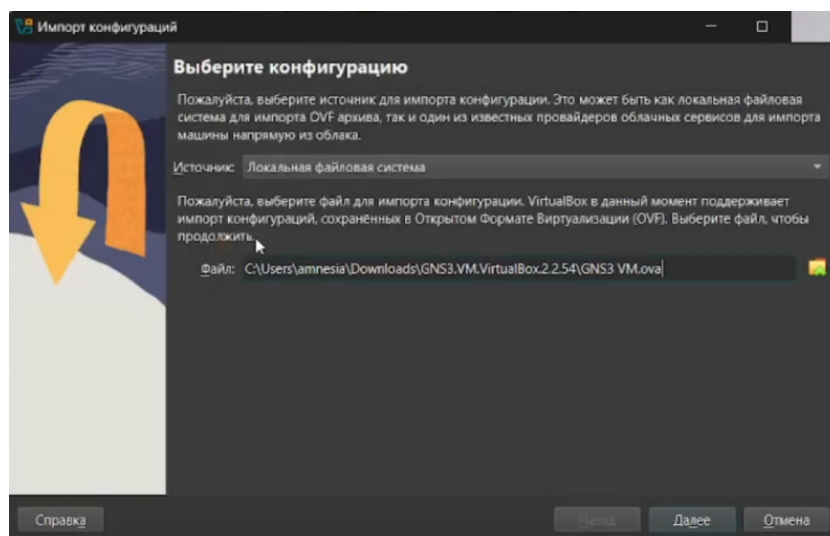 Импорт конфигураций
Выберите конфигурацию
Пожалуйста, выберите источник для импорта конфигурации. Это может быть как локальная файловая
система для импорта OVF архива, так и один из известных провайдеров облачных сервисов для импорта
машины напрямую из облака.
Источник: Локальная файловая система
Пожалуйста, выберите файл для импорта конфигурации. VirtualBox в данный момент поддерживает
импорт конфигураций, сохранённых в Открытом Формате Виртуализации (OVF). Выберите файл, чтобы
продолжить.
Файл: C:\Users\amnesia\Downloads\GNS3.VM.VirtualBox.2.2.54\GNS3 VM.ova
Справка Назад Далее Отмена